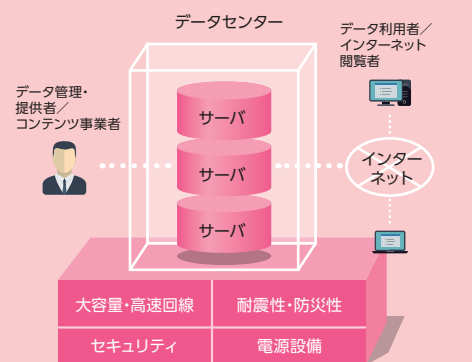 データセンター
データ利用者／
インターネット
閲覧者
データ管理・
提供者／
コンテンツ事業者
サーバ
サーバ
サーバ
インター
ネット
大容量・高速回線
耐震性・防災性
セキュリティ
電源設備